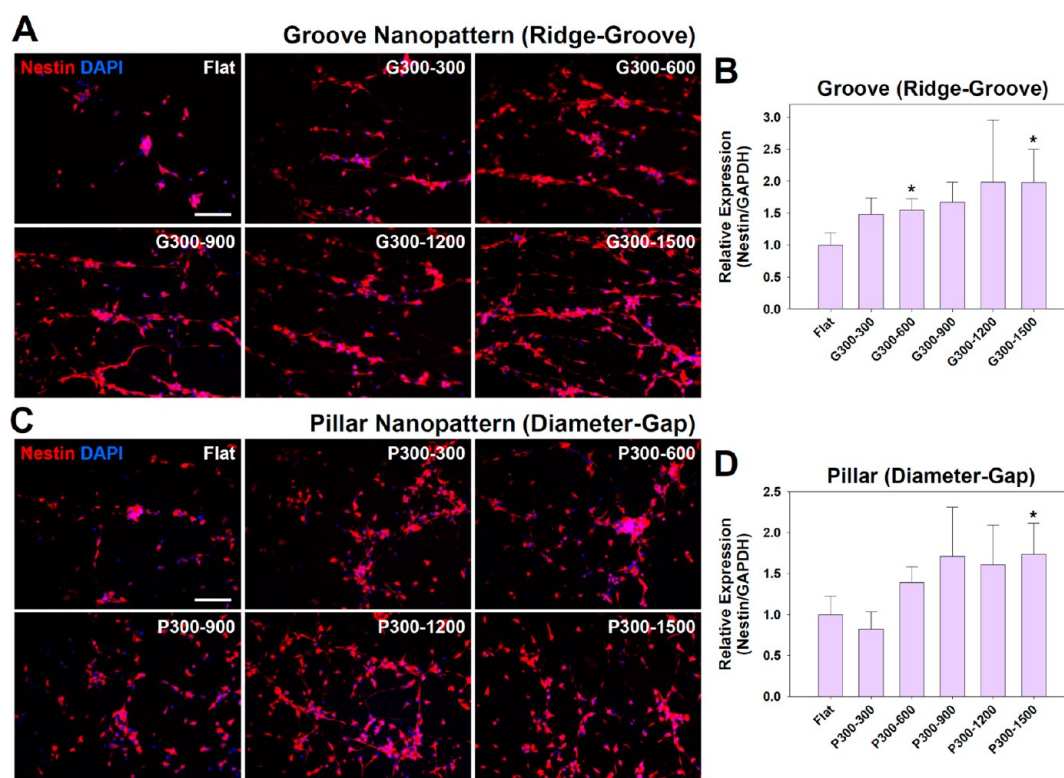 A
Groove Nanopattern (Ridge-Groove)
Nestin DAPI Flat
G300-300
G300-600
G300-900
G300-1200
G300-1500
B
Groove (Ridge-Groove)
Relative Expression
(Nestin/GAPDH)
3.0
2.5
2.0
1.5
1.0
0.5
0.0
*
*
Flat
G300-300
G300-600
G300-900
G300-1200
G300-1500
C
Pillar Nanopattern (Diameter-Gap)
Nestin DAPI Flat
P300-300
P300-600
P300-900
P300-1200
P300-1500
D
Pillar (Diameter-Gap)
Relative Expression
(Nestin/GAPDH)
2.5
2.0
1.5
1.0
0.5
0.0
*
Flat
P300-300
P300-600
P300-900
P300-1200
P300-1500